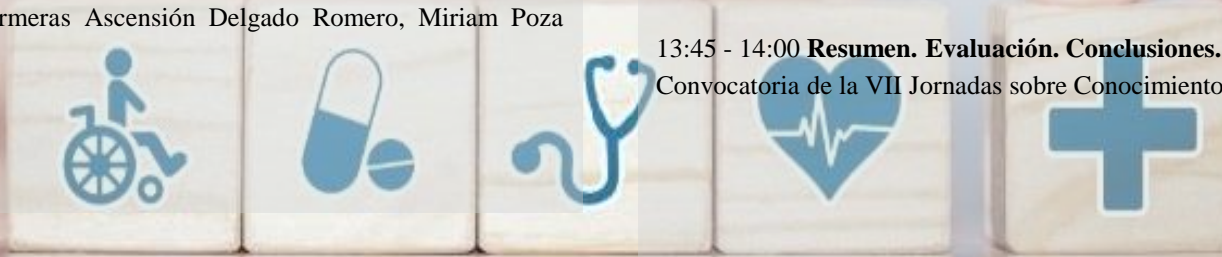 Ascensión Delgado Romero, Miriam Poza
13:45 - 14:00 Resumen. Evaluación. Conclusiones.
Convocatoria de la VII Jornadas sobre Conocimiento